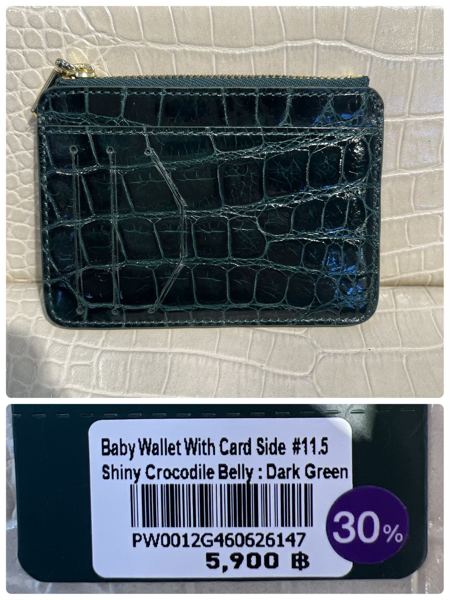 Baby Wallet With Card Side #11.5
Shiny Crocodile Belly : Dark Green
PW0012G460626147
5,900 ฿
30%